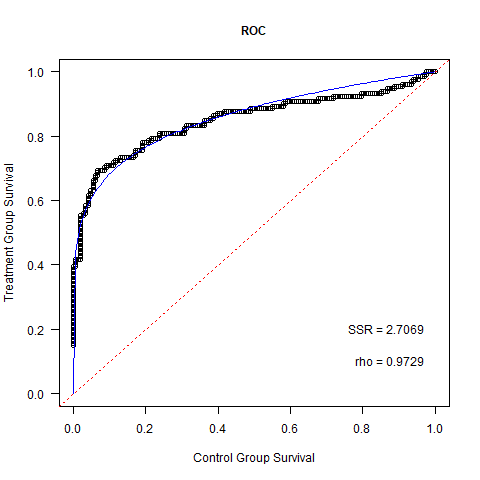 ROC
Treatment Group Survival
1.0
0.8
0.6
0.4
0.2
0.0
SSR = 2.7069
rho = 0.9729
0.0 0.2 0.4 0.6 0.8 1.0
Control Group Survival